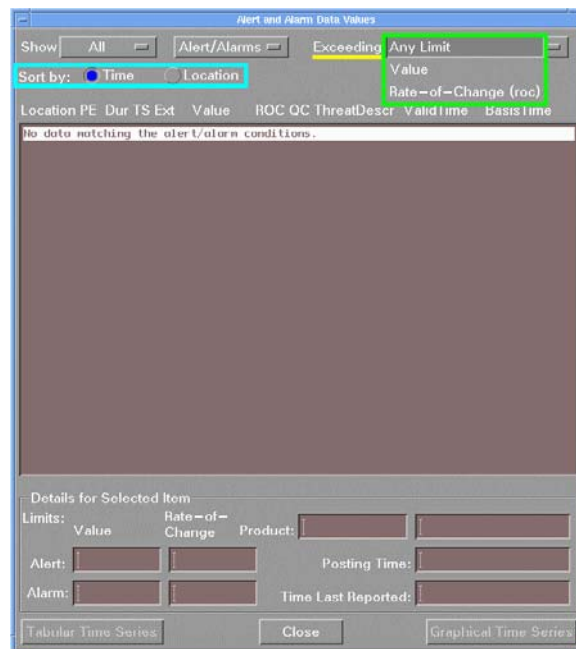 Alert and Alarm Data Values
Show All Alert/Alarms Exceeding Any Limit
Value
Rate-of-Change (roc)
Sort by: Time Location
Location PE Dur TS Ext Value ROC QC ThreatDescr ValidTime BasisTime
No data matching the alert/alarm conditions.
Details for Selected Item
Limits: Value Rate-of-Change Product:
Alert: Posting Time:
Alarm: Time Last Reported:
Tabular Time Series Close Graphical Time Series